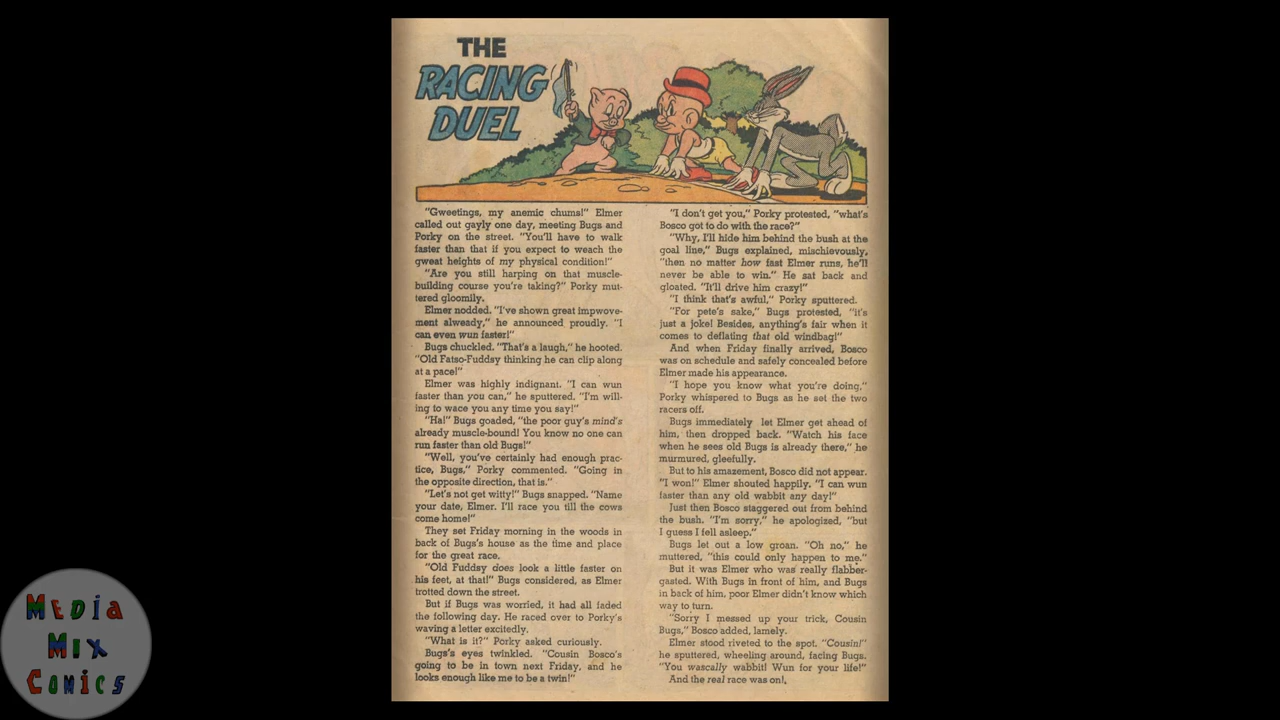 THE
RACING
DUEL
"Gweetings, my anemic chums!" Elmer
called out gayly one day, meeting Bugs and
Porky on the street. "You'll have to walk
faster than that if you expect to weach the
gweat heights of my physical condition!"
"Are you still harping on that muscle-
building course you're taking?" Porky mut-
tered gloomily.
Elmer nodded. "I've shown great impwove-
ment alweady," he announced proudly. "I
can even wun faster!"
Bugs chuckled. "That's a laugh," he hooted.
"Old Fatso-Fuddsy thinking he can clip along
at a pace!"
Elmer was highly indignant. "I can wun
faster than you can," he sputtered. "I'm will-
ing to wace you any time you say!"
"Ha!" Bugs goaded, "the poor guy's mind's
already muscle-bound! You know no one can
run faster than old Bugs!"
"Well, you've certainly had enough prac-
tice, Bugs," Porky commented. "Going in
the opposite direction, that is."
"Let's not get witty!" Bugs snapped. "Name
your date, Elmer. I'll race you till the cows
come home!"
They set Friday morning in the woods in
back of Bugs's house as the time and place
for the great race.
"Old Fuddsy does look a little faster on
his feet, at that!" Bugs considered, as Elmer
trotted down the street.
But if Bugs was worried, it had all faded
the following day. He raced over to Porky's
waving a letter excitedly.
"What is it?" Porky asked curiously.
Bugs's eyes twinkled. "Cousin Bosco's
going to be in town next Friday, and he
looks enough like me to be a twin!"
"I don't get you," Porky protested, "what's
Bosco got to do with the race?"
"Why, I'll hide him behind the bush at the
goal line," Bugs explained, mischievously,
"then no matter how fast Elmer runs, he'll
never be able to win." He sat back and
gloated. "It'll drive him crazy!"
"I think that's awful," Porky sputtered.
"For pete's sake," Bugs protested, "it's
just a joke! Besides, anything's fair when it
comes to deflating that old windbag!"
And when Friday finally arrived, Bosco
was on schedule and safely concealed before
Elmer made his appearance.
"I hope you know what you're doing,"
Porky whispered to Bugs as he set the two
racers off.
Bugs immediately let Elmer get ahead of
him, then dropped back. "Watch his face
when he sees old Bugs is already there," he
murmured, gleefully.
But to his amazement, Bosco did not appear.
"I won!" Elmer shouted happily. "I can wun
faster than any old wabbit any day!"
Just then Bosco staggered out from behind
the bush. "I'm sorry," he apologized, "but
I guess I fell asleep."
Bugs let out a low groan. "Oh no," he
muttered, "this could only happen to me."
But it was Elmer who was really flabber-
gasted. With Bugs in front of him, and Bugs
in back of him, poor Elmer didn't know which
way to turn.
"Sorry I messed up your trick, Cousin
Bugs," Bosco added, lamely.
Elmer stood riveted to the spot. "Cousin!"
he sputtered, wheeling around, facing Bugs.
"You wascally wabbit! Wun for your life!"
And the real race was on!
MEDIA
MIX
COMICS